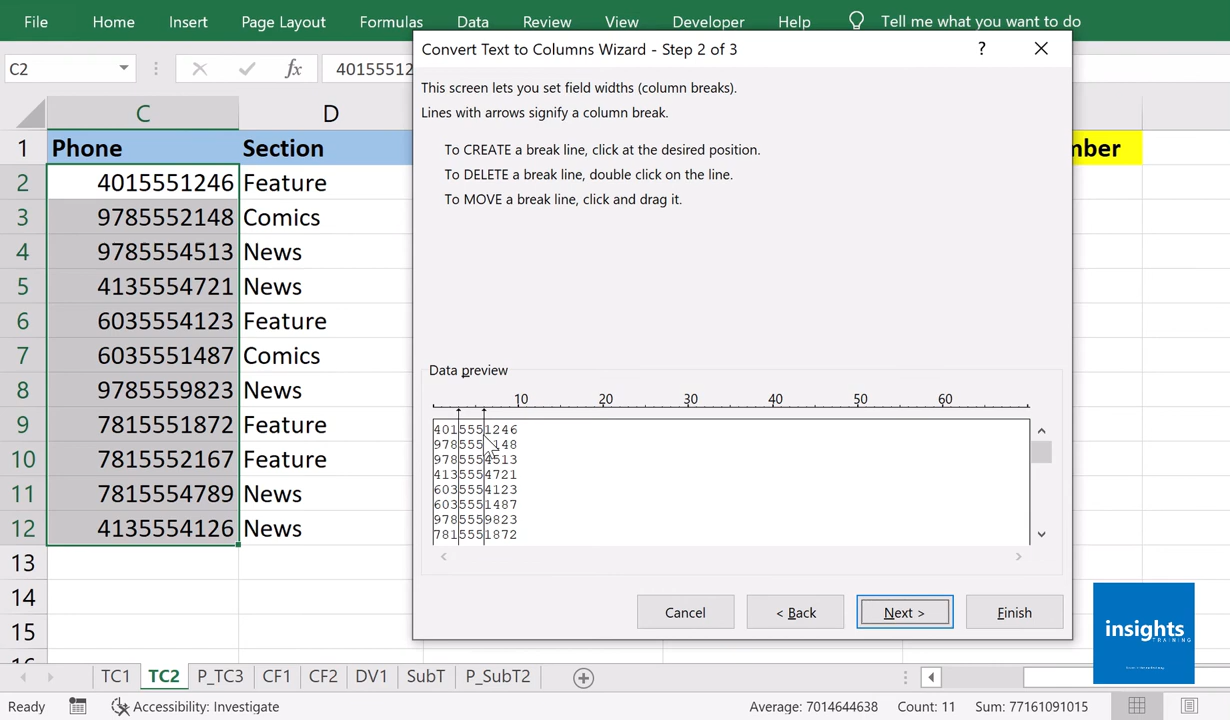 File Home Insert Page Layout Formulas Data Review View Developer Help Tell me what you want to do
C2 fx 40155512
Convert Text to Columns Wizard - Step 2 of 3 ?
This screen lets you set field widths (column breaks).
Lines with arrows signify a column break.
To CREATE a break line, click at the desired position.
To DELETE a break line, double click on the line.
To MOVE a break line, click and drag it.
C D
1 Phone Section mber
2 4015551246 Feature
3 9785552148 Comics
4 9785554513 News
5 4135554721 News
6 6035554123 Feature
7 6035551487 Comics
8 9785559823 News
9 7815551872 Feature
10 7815552167 Feature
11 7815554789 News
12 4135554126 News
13
14
15
16
Data preview
10 20 30 40 50 60
4015551246
978555 148
9785554513
4135554721
6035554123
6035551487
9785559823
7815551872
Cancel < Back Next > Finish
insights
TRAINING
TC1 TC2 P_TC3 CF1 CF2 DV1 SubT P_SubT2
Ready Accessibility: Investigate Average: 7014644638 Count: 11 Sum: 77161091015